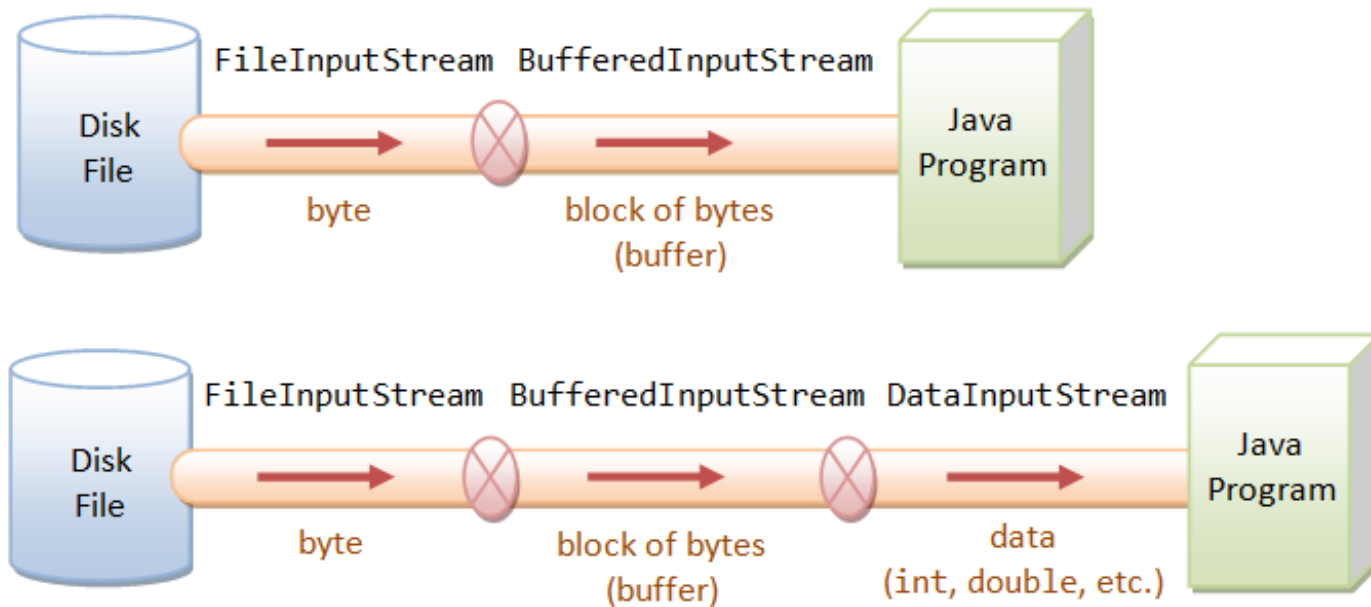 FileInputStream BufferedInputStream
Disk
File
Java
Program
byte
block of bytes
(buffer)
FileInputStream BufferedInputStream DataInputStream
Disk
File
Java
Program
byte
block of bytes
(buffer)
data
(int, double, etc.)